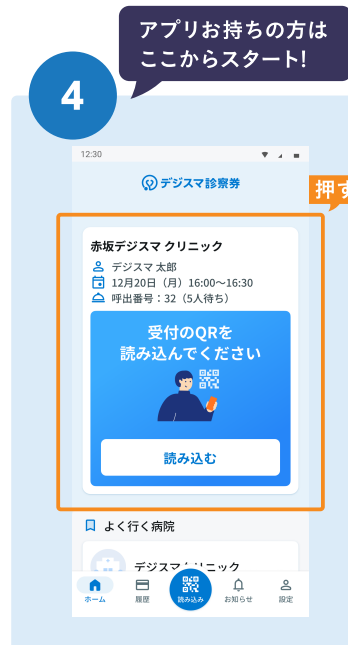 アプリお持ちの方は
ここからスタート!
4
12:30
デジスマ診察券
押す
赤坂デジスマ クリニック
デジスマ 太郎
12月20日（月）16:00〜16:30
呼出番号：32（5人待ち）
受付のQRを
読み込んでください
読み込む
よく行く病院
デジスマクリニック
ホーム
履歴
読み込み
お知らせ
設定